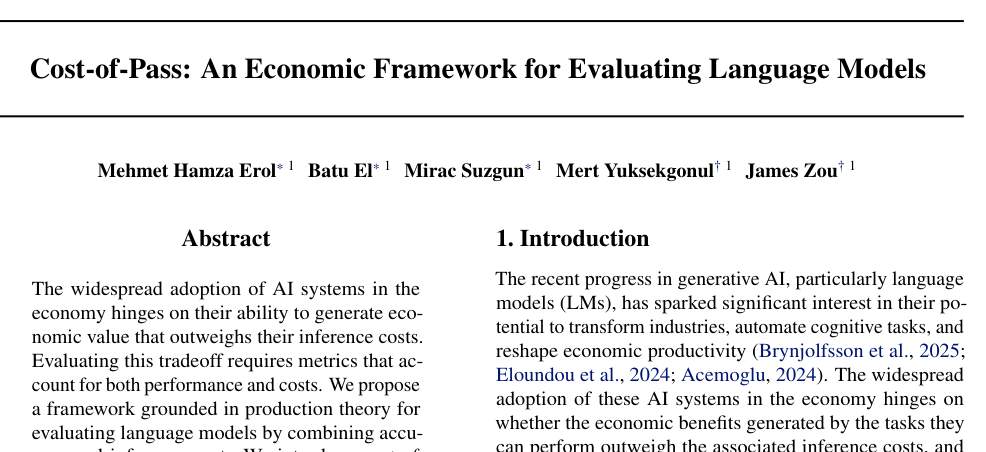 Cost-of-Pass: An Economic Framework for Evaluating Language Models
Mehmet Hamza Erol* 1 Batu El* 1 Mirac Suzgun* 1 Mert Yuksekgonul† 1 James Zou† 1
Abstract
The widespread adoption of AI systems in the
economy hinges on their ability to generate eco-
nomic value that outweighs their inference costs.
Evaluating this tradeoff requires metrics that ac-
count for both performance and costs. We propose
a framework grounded in production theory for
evaluating language models by combining accu-
1. Introduction
The recent progress in generative AI, particularly language
models (LMs), has sparked significant interest in their po-
tential to transform industries, automate cognitive tasks, and
reshape economic productivity (Brynjolfsson et al., 2025;
Eloundou et al., 2024; Acemoglu, 2024). The widespread
adoption of these AI systems in the economy hinges on
whether the economic benefits generated by the tasks they
can perform outweigh the associated inference costs, and